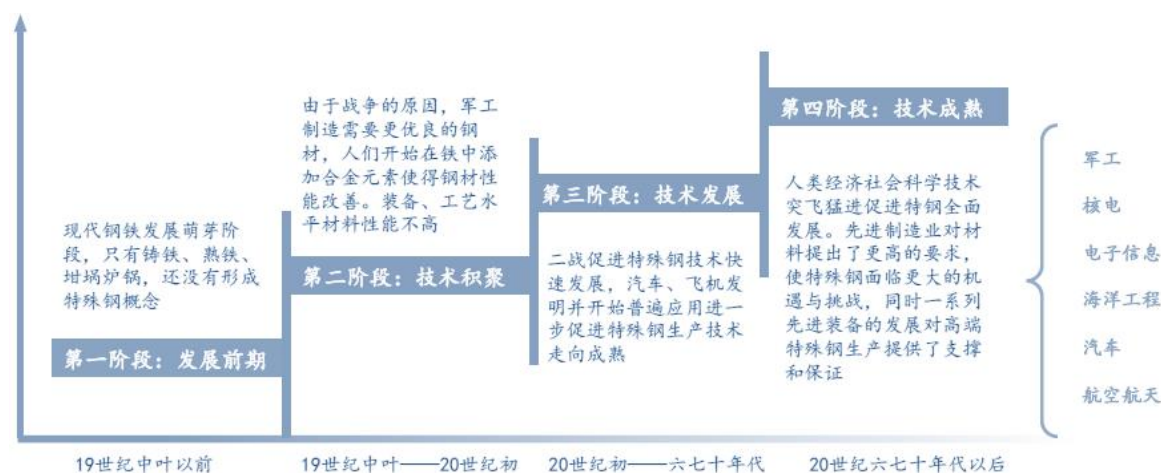 现代钢铁发展萌芽阶
段，只有铸铁、熟铁、
坩埚炉锅，还没有形成
特殊钢概念
第一阶段：发展前期
由于战争的原因，军工
制造需要更优良的钢
材，人们开始在铁中添
加合金元素使得钢材性
能改善。装备、工艺水
平材料性能不高
第二阶段：技术积聚
第三阶段：技术发展
二战促进特殊钢技术快
速发展，汽车、飞机发
明并开始普遍应用进一
步促进特殊钢生产技术
走向成熟
第四阶段：技术成熟
人类经济社会科学技术
突飞猛进促进特钢全面
发展。先进制造业对材
料提出了更高的要求，
使特殊钢面临更大的机
遇与挑战，同时一系列
先进装备的发展对高端
特殊钢生产提供了支撑
和保证
军工
核电
电子信息
海洋工程
汽车
航空航天
19世纪中叶以前
19世纪中叶——20世纪初
20世纪初——六七十年代
20世纪六七十年代以后